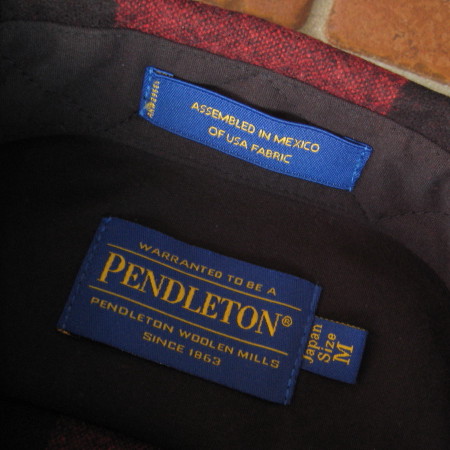 ASSEMBLED IN MEXICO
OF USA FABRIC
WARRANTED TO BE A
PENDLETON®
PENDLETON WOOLEN MILLS
SINCE 1863
Japan
Size
M